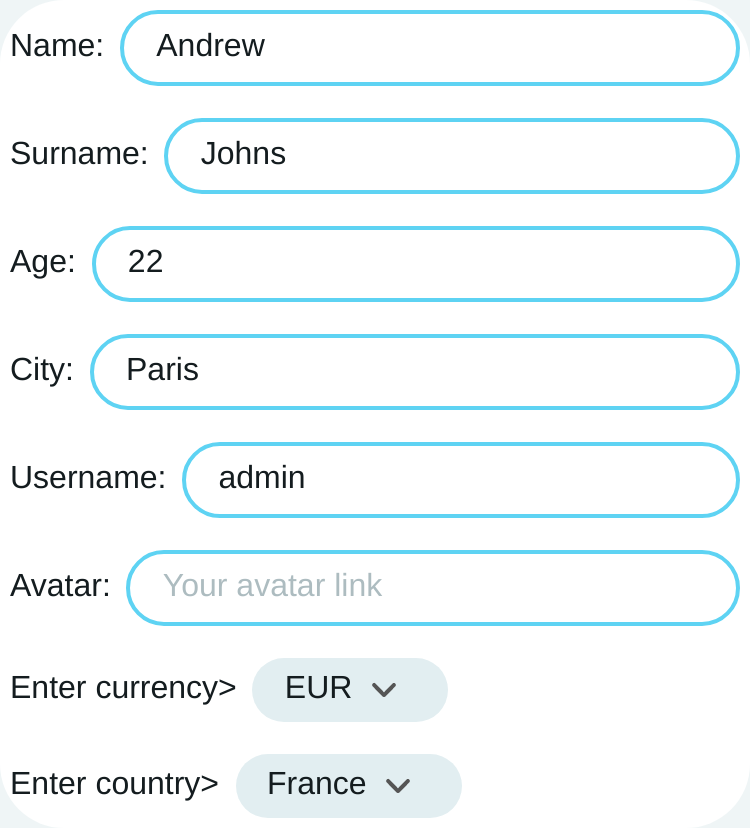 Name: Andrew
Surname: Johns
Age: 22
City: Paris
Username: admin
Avatar: Your avatar link
Enter currency> EUR
Enter country> France